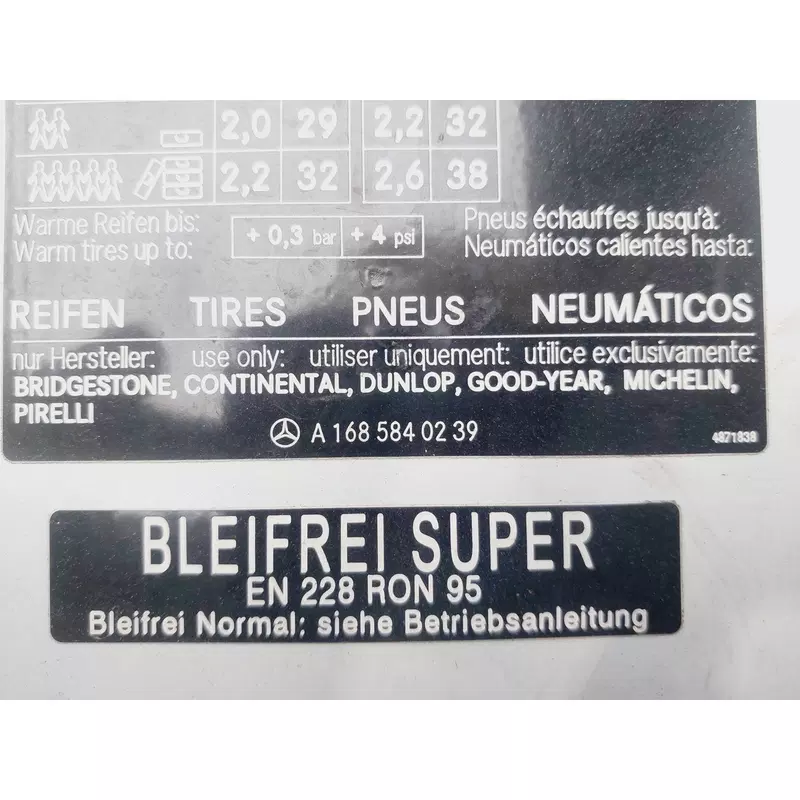 2,0 29 2,2 32
2,2 32 2,6 38
Warme Reifen bis: + 0,3 bar + 4 psi Pneus échauffes jusqu'à:
Warm tires up to: Neumáticos calientes hasta:
REIFEN TIRES PNEUS NEUMÁTICOS
nur Hersteller: use only: utiliser uniquement: utilice exclusivamente:
BRIDGESTONE, CONTINENTAL, DUNLOP, GOOD-YEAR, MICHELIN,
PIRELLI
A 168 584 02 39 4871838
BLEIFREI SUPER
EN 228 RON 95
Bleifrei Normal: siehe Betriebsanleitung